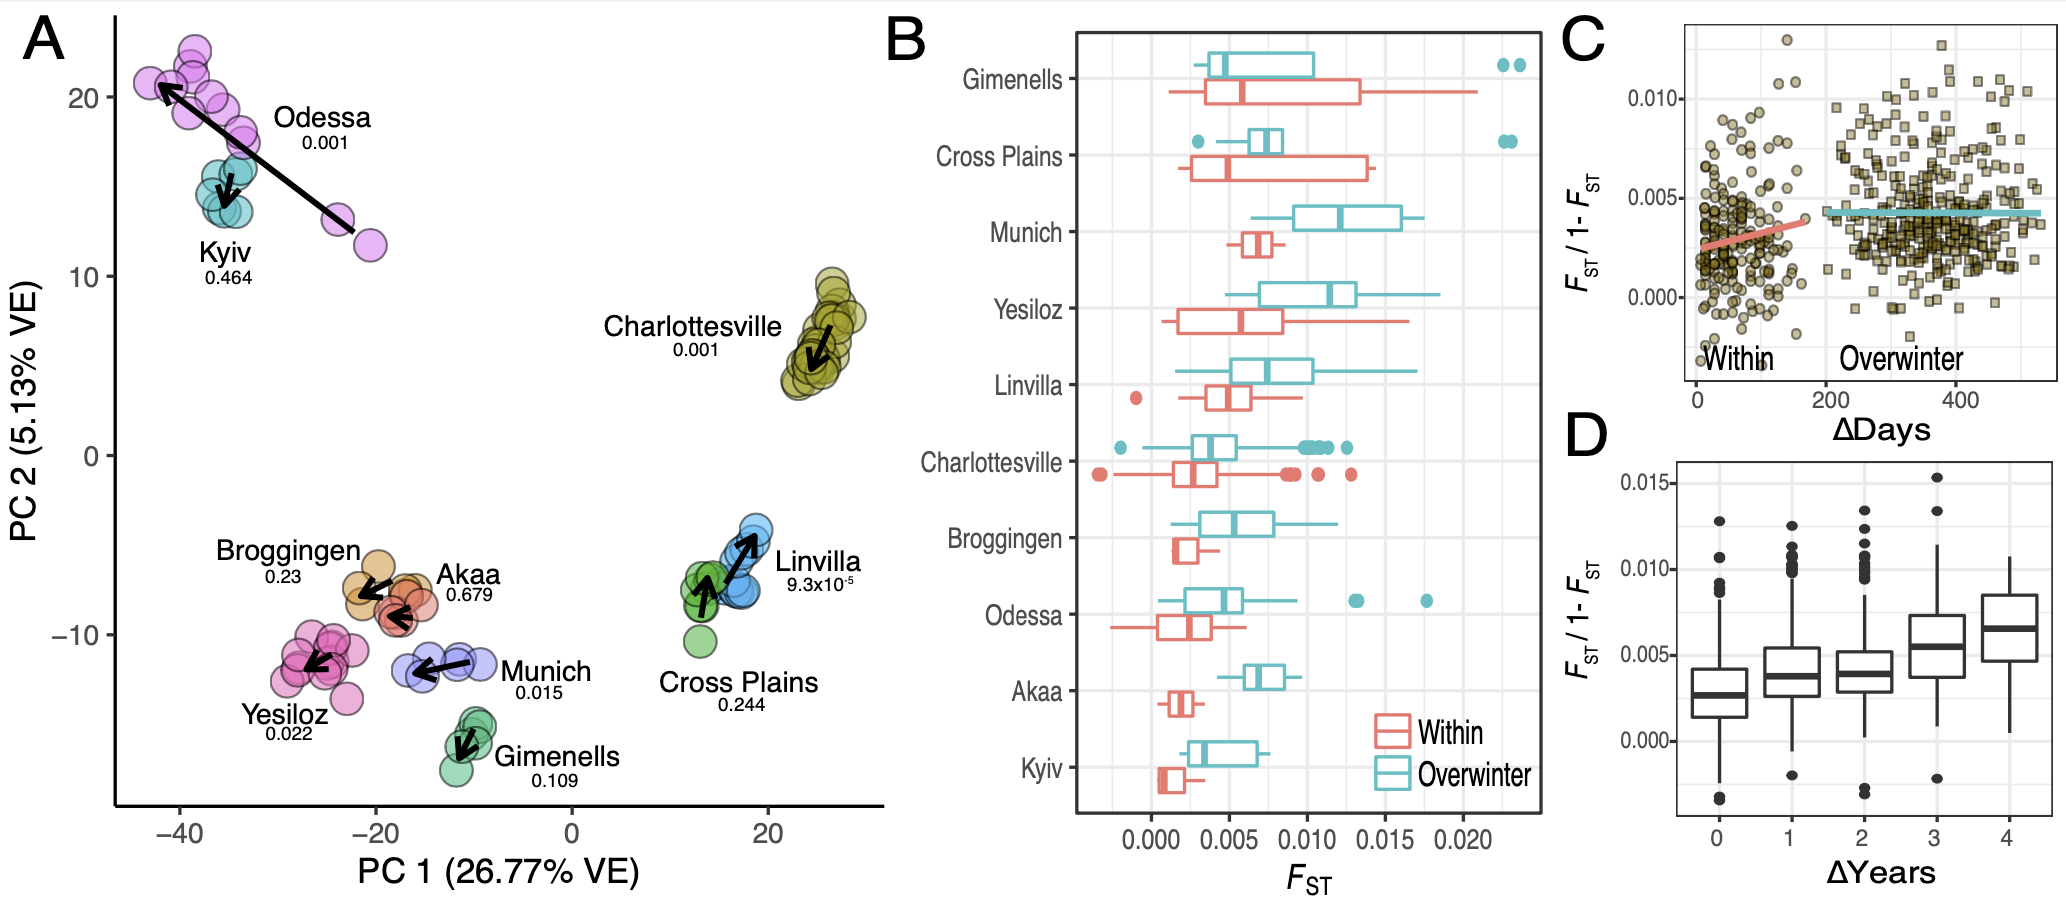 A
PC 2 (5.13% VE)
20
10
0
−10
−40
−20
0
20
PC 1 (26.77% VE)
Odessa
0.001
Kyiv
0.464
Charlottesville
0.001
Broggingen
0.23
Akaa
0.679
Linvilla
9.3x10⁻⁵
Yesiloz
0.022
Munich
0.015
Cross Plains
0.244
Gimenells
0.109
B
Gimenells
Cross Plains
Munich
Yesiloz
Linvilla
Charlottesville
Broggingen
Odessa
Akaa
Kyiv
Within
Overwinter
0.000 0.005 0.010 0.015 0.020
FST
C
FST / 1- FST
0.010
0.005
0.000
Within
Overwinter
0 200 400
ΔDays
D
FST / 1- FST
0.015
0.010
0.005
0.000
0 1 2 3 4
ΔYears